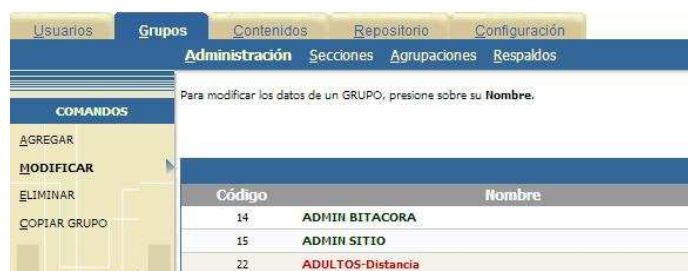 Usuarios Grupos Contenidos Repositorio Configuración
Administración Secciones Agrupaciones Respaldos
Para modificar los datos de un GRUPO, presione sobre su Nombre.
COMANDOS
AGREGAR
MODIFICAR
ELIMINAR
COPIAR GRUPO
Código Nombre
14 ADMIN BITACORA
15 ADMIN SITIO
22 ADULTOS-Distancia